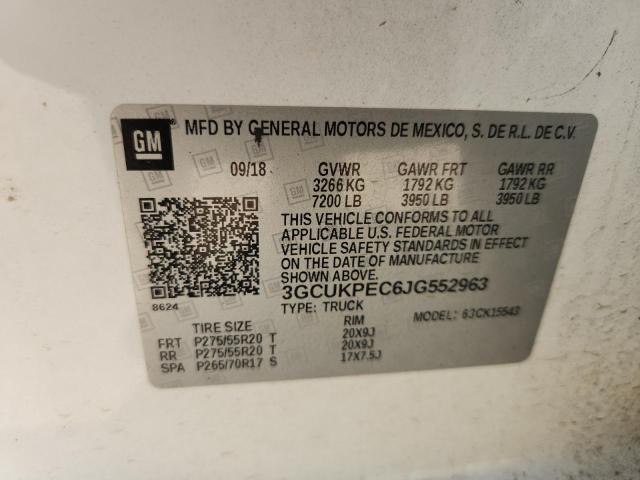 GM MFD BY GENERAL MOTORS DE MEXICO, S. DE R.L. DE C.V.
09/18 GVWR GAWR FRT GAWR RR
3266 KG 1792 KG 1792 KG
7200 LB 3950 LB 3950 LB
THIS VEHICLE CONFORMS TO ALL
APPLICABLE U.S. FEDERAL MOTOR
VEHICLE SAFETY STANDARDS IN EFFECT
ON THE DATE OF MANUFACTURE
SHOWN ABOVE.
8624 3GCUKPEC6JG552963
TYPE: TRUCK MODEL: 63CK15543
TIRE SIZE RIM
FRT P275/55R20 T 20X9J
RR P275/55R20 T 20X9J
SPA P265/70R17 S 17X7.5J